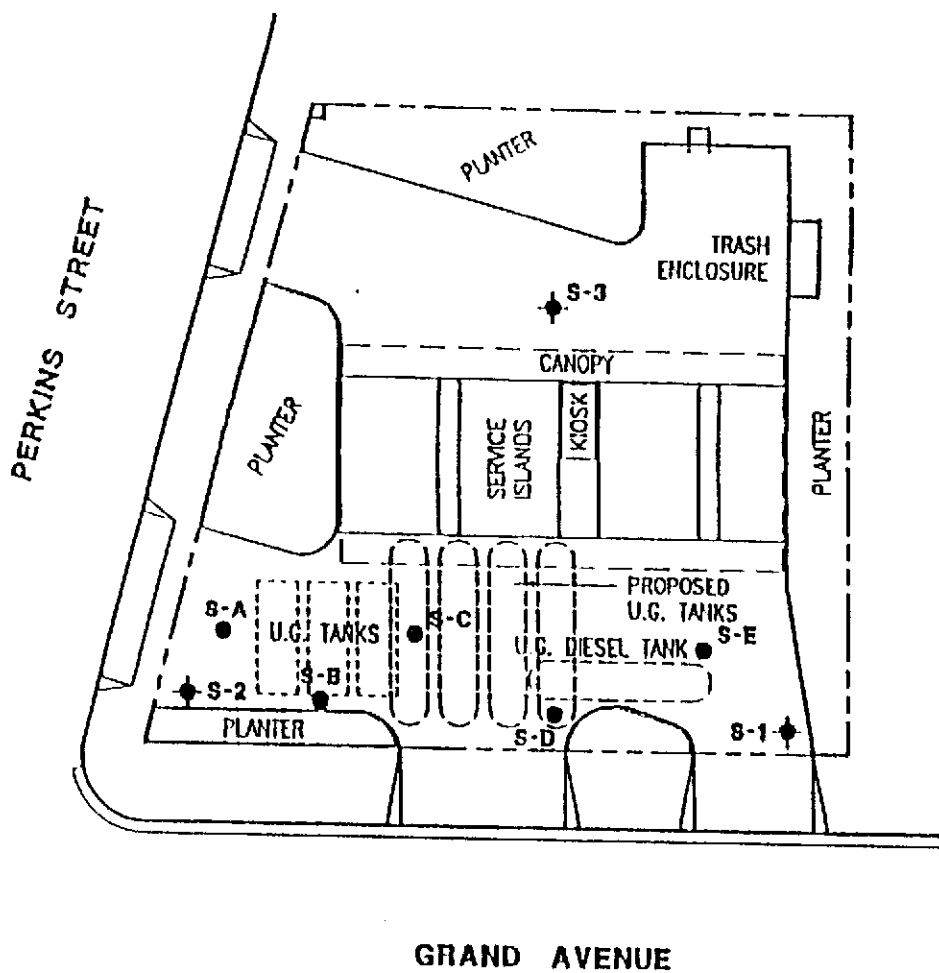 PLANTER
PERKINS STREET
TRASH
ENCLOSURE
S-3
CANOPY
PLANTER
SERVICE
ISLANDS
KIOSK
PLANTER
PROPOSED
U.G. TANKS
S-A
U.G. TANKS
S-C
S-E
U.G. DIESEL TANK
S-2
S-B
PLANTER
S-D
S-1
GRAND AVENUE